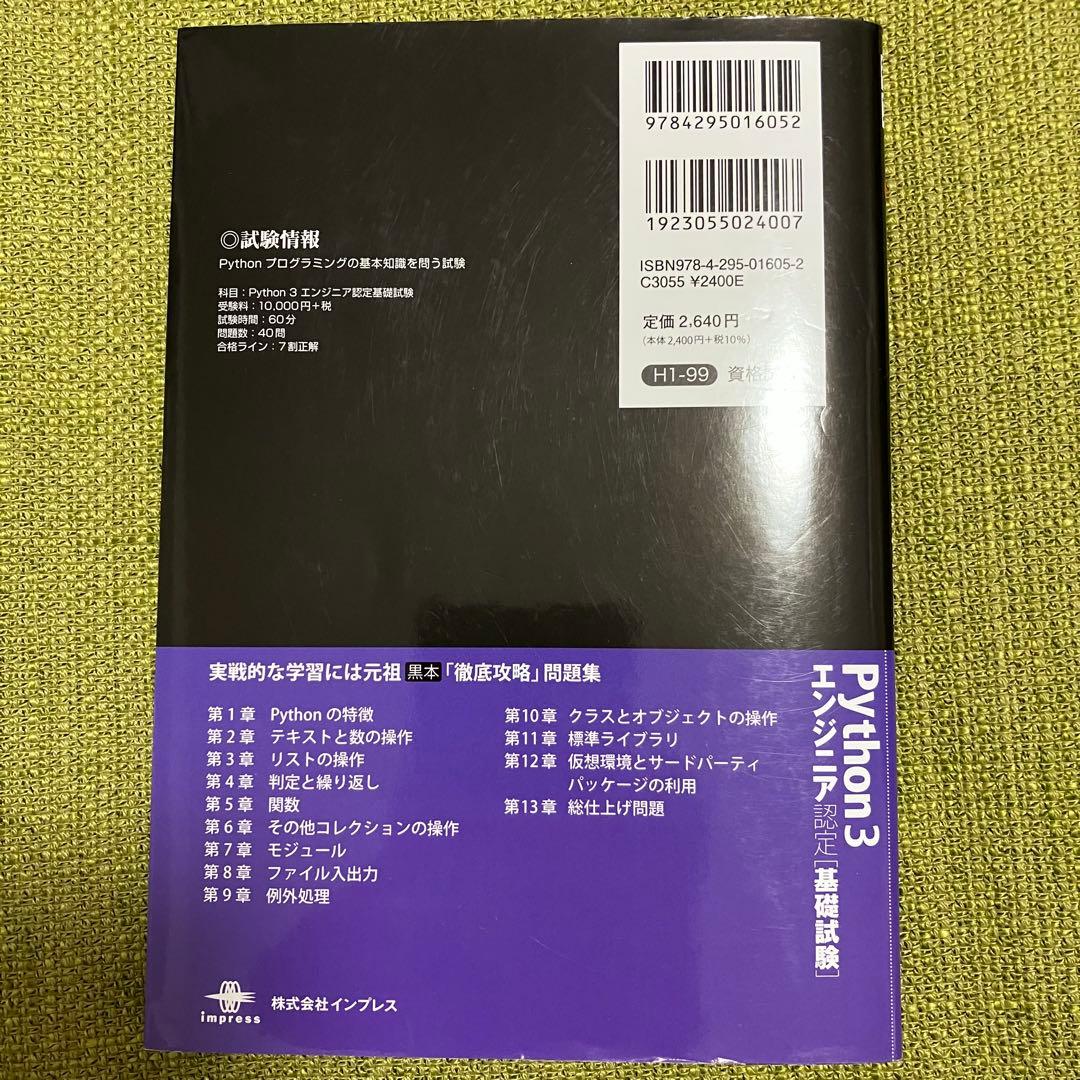 9784295016052
1923055024007
ISBN978-4-295-01605-2
C3055 ¥2400E
定価2,640円
(本体2,400円+税10%)
H1-99 資格
◎試験情報
Python プログラミングの基本知識を問う試験
科目:Python 3 エンジニア認定基礎試験
受験料:10,000円+税
試験時間:60分
問題数:40問
合格ライン:7割正解
実戦的な学習には元祖 黒本 「徹底攻略」問題集
第1章 Pythonの特徴
第2章 テキストと数の操作
第3章 リストの操作
第4章 判定と繰り返し
第5章 関数
第6章 その他コレクションの操作
第7章 モジュール
第8章 ファイル入出力
第9章 例外処理
第10章 クラスとオブジェクトの操作
第11章 標準ライブラリ
第12章 仮想環境とサードパーティ
パッケージの利用
第13章 総仕上げ問題
Python3
エンジニア認定[基礎試験]
impress
株式会社インプレス